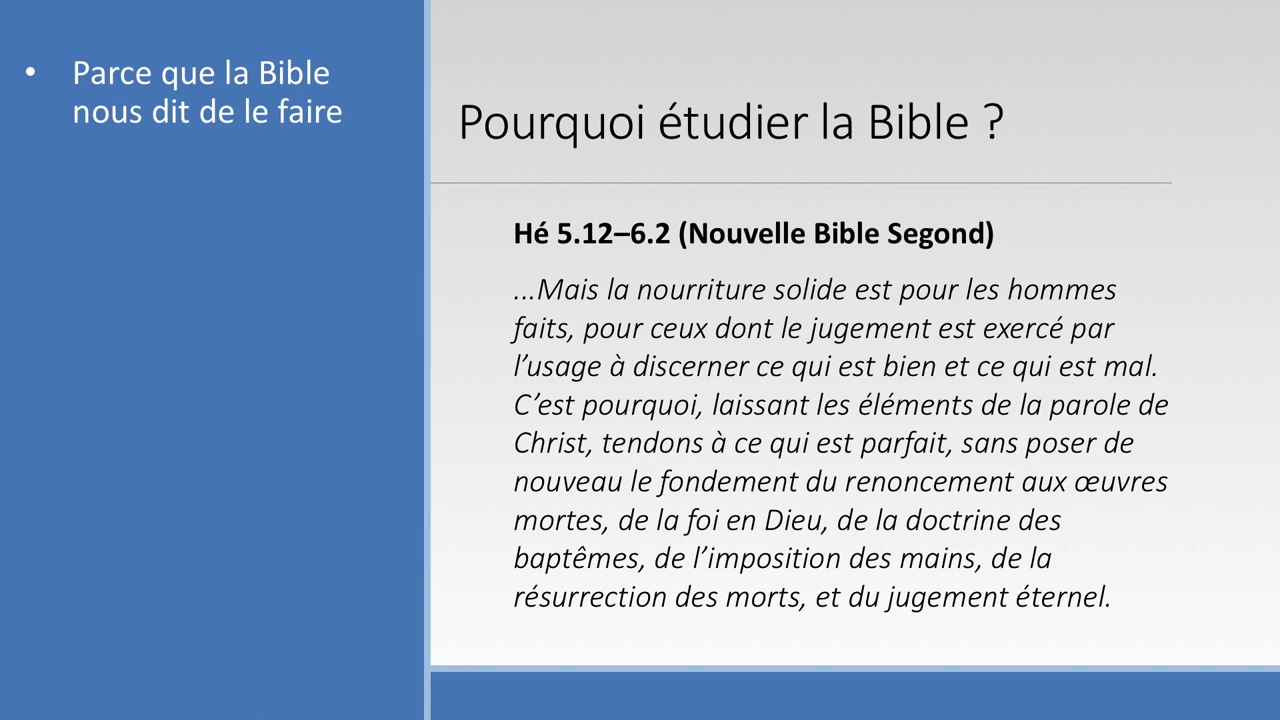 • Parce que la Bible
nous dit de le faire
Pourquoi étudier la Bible ?
Hé 5.12–6.2 (Nouvelle Bible Segond)
...Mais la nourriture solide est pour les hommes
faits, pour ceux dont le jugement est exercé par
l’usage à discerner ce qui est bien et ce qui est mal.
C’est pourquoi, laissant les éléments de la parole de
Christ, tendons à ce qui est parfait, sans poser de
nouveau le fondement du renoncement aux œuvres
mortes, de la foi en Dieu, de la doctrine des
baptêmes, de l’imposition des mains, de la
résurrection des morts, et du jugement éternel.